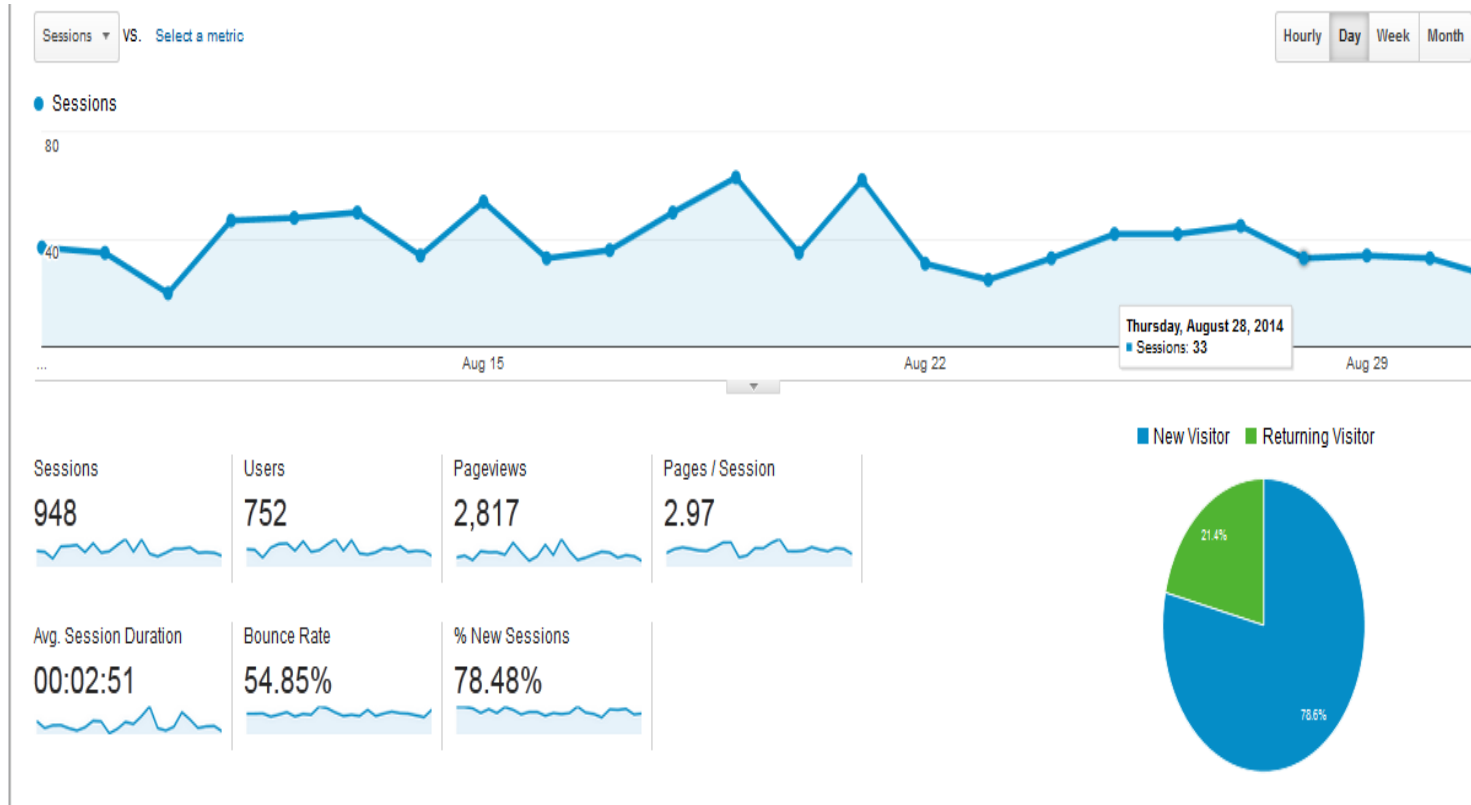 Sessions VS. Select a metric Hourly Day Week Month
Sessions
80
40
Thursday, August 28, 2014
Sessions: 33
... Aug 15 Aug 22 Aug 29
New Visitor Returning Visitor
Sessions Users Pageviews Pages / Session
948 752 2,817 2.97
21.4%
Avg. Session Duration Bounce Rate % New Sessions
00:02:51 54.85% 78.48%
78.6%